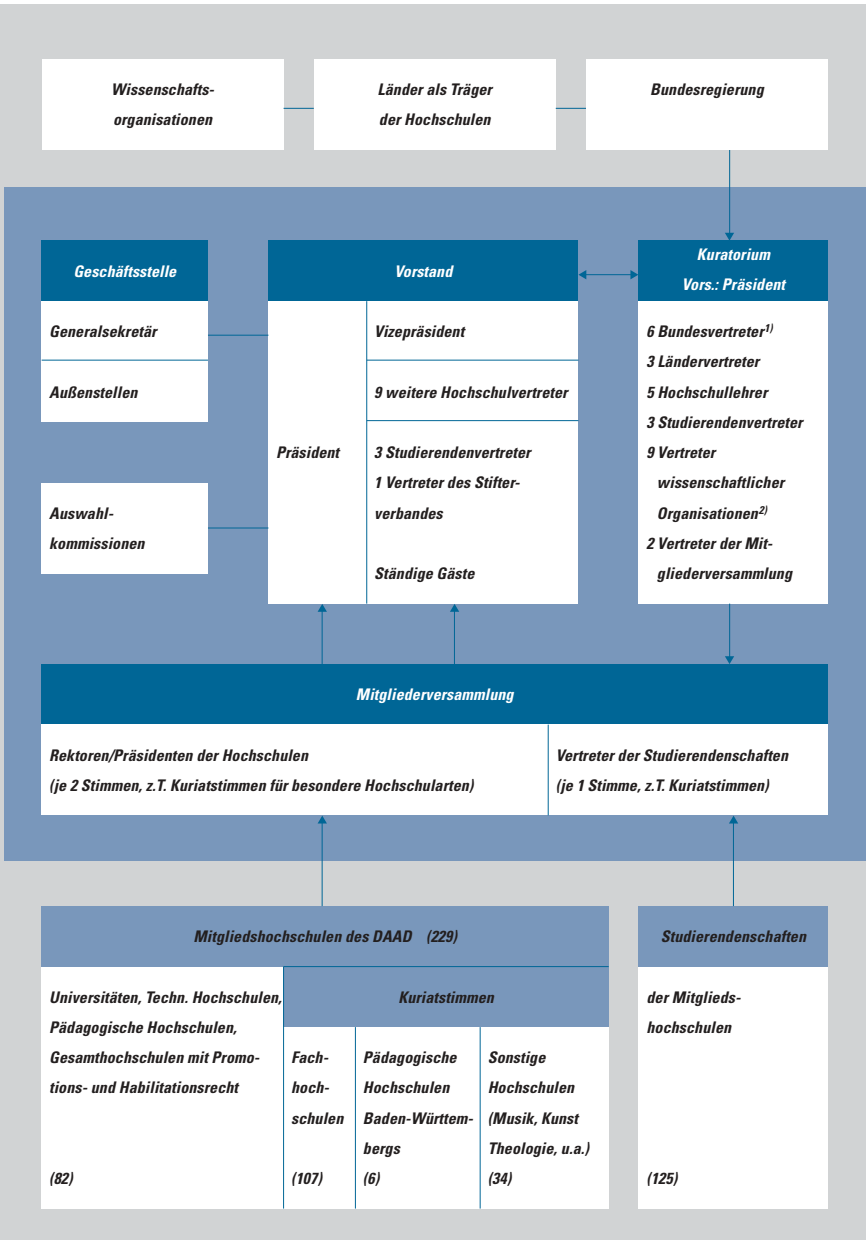 Wissenschafts-
organisationen
Länder als Träger
der Hochschulen
Bundesregierung
Geschäftsstelle
Generalsekretär
Außenstellen
Auswahl-
kommissionen
Vorstand
Präsident
Vizepräsident
9 weitere Hochschulvertreter
3 Studierendenvertreter
1 Vertreter des Stifter-
verbandes
Ständige Gäste
Kuratorium
Vors.: Präsident
6 Bundesvertreter1)
3 Ländervertreter
5 Hochschullehrer
3 Studierendenvertreter
9 Vertreter
wissenschaftlicher
Organisationen2)
2 Vertreter der Mit-
gliederversammlung
Mitgliederversammlung
Rektoren/Präsidenten der Hochschulen
(je 2 Stimmen, z.T. Kuriatstimmen für besondere Hochschularten)
Vertreter der Studierendenschaften
(je 1 Stimme, z.T. Kuriatstimmen)
Mitgliedshochschulen des DAAD (229)
Universitäten, Techn. Hochschulen,
Pädagogische Hochschulen,
Gesamthochschulen mit Promo-
tions- und Habilitationsrecht
(82)
Kuriatstimmen
Fach-
hoch-
schulen
(107)
Pädagogische
Hochschulen
Baden-Württem-
bergs
(6)
Sonstige
Hochschulen
(Musik, Kunst
Theologie, u.a.)
(34)
Studierendenschaften
der Mitglieds-
hochschulen
(125)